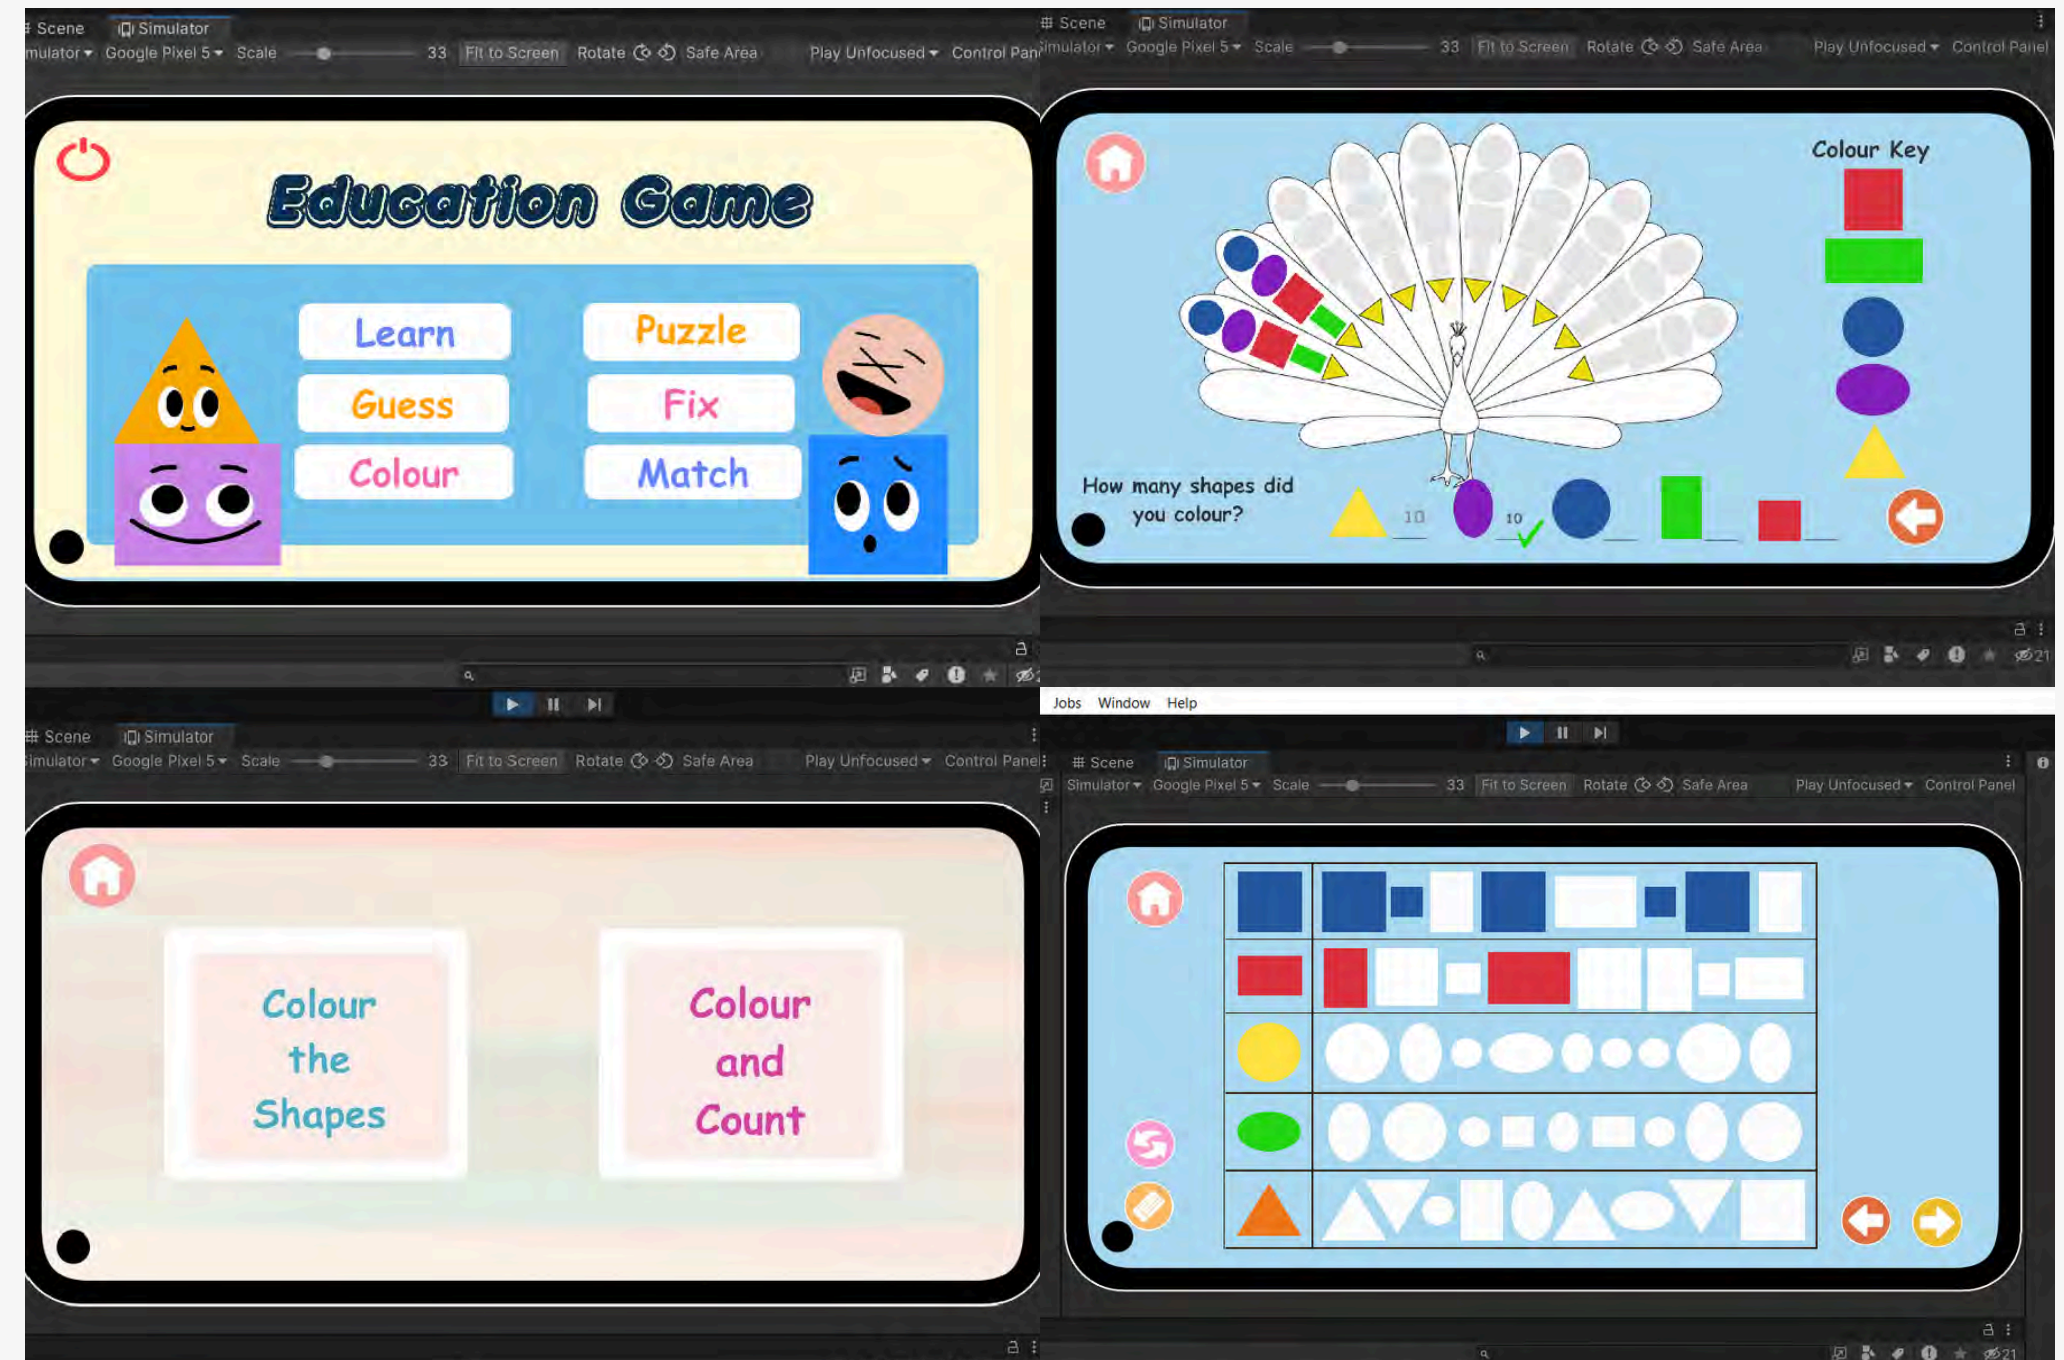 Scene Simulator
mulator Google Pixel 5 Scale 33 Fit to Screen Rotate Safe Area Play Unfocused Control Pan
Education Game
Learn Puzzle
Guess Fix
Colour Match
Scene Simulator
imulator Google Pixel 5 Scale 33 Fit to Screen Rotate Safe Area Play Unfocused Control Panel
Colour Key
How many shapes did
you colour?
10
10
21
Scene Simulator
imulator Google Pixel 5 Scale 33 Fit to Screen Rotate Safe Area Play Unfocused Control Pane
Colour
the
Shapes
Colour
and
Count
Jobs Window Help
Scene Simulator
Simulator Google Pixel 5 Scale 33 Fit to Screen Rotate Safe Area Play Unfocused Control Panel
21